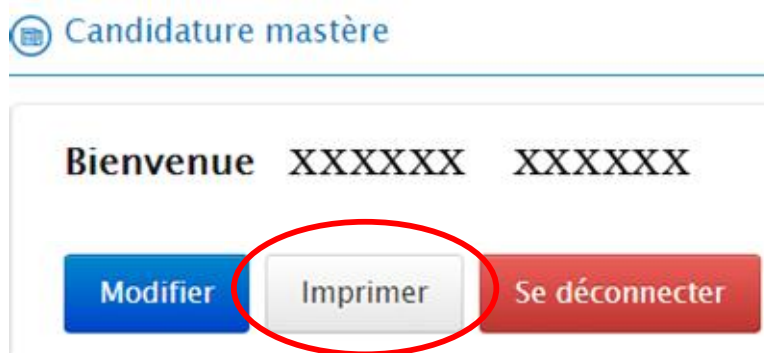 Candidature mastère
Bienvenue XXXXXX XXXXXX
Modifier Imprimer Se déconnecter